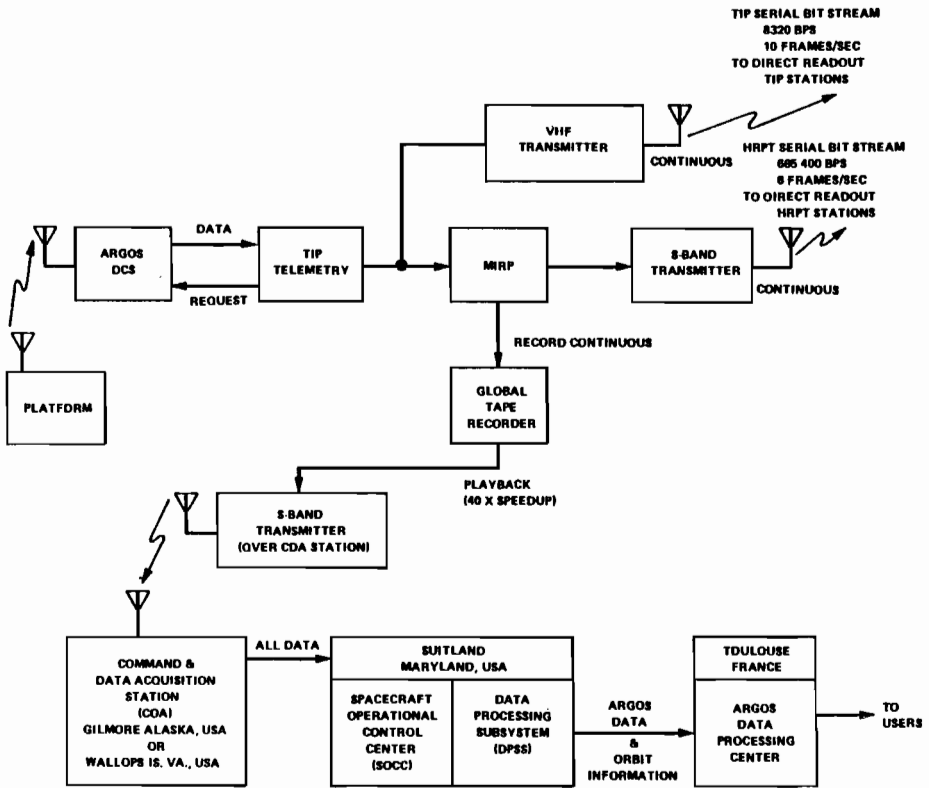 TIP SERIAL BIT STREAM
8320 BPS
10 FRAMES/SEC
TO DIRECT READOUT
TIP STATIONS
VHF
TRANSMITTER
CONTINUOUS
HRPT SERIAL BIT STREAM
665 400 BPS
6 FRAMES/SEC
TO DIRECT READOUT
HRPT STATIONS
ARGOS
DCS
DATA
REQUEST
TIP
TELEMETRY
MIRP
S-BAND
TRANSMITTER
CONTINUOUS
RECORD CONTINUOUS
PLATFORM
GLOBAL
TAPE
RECORDER
PLAYBACK
(40 X SPEEDUP)
S-BAND
TRANSMITTER
(OVER CDA STATION)
COMMAND &
DATA ACQUISITION
STATION
(COA)
GILMORE ALASKA, USA
OR
WALLOPS IS. VA., USA
ALL DATA
SUITLAND
MARYLAND, USA
SPACECRAFT
OPERATIONAL
CONTROL
CENTER
(SOCC)
DATA
PROCESSING
SUBSYSTEM
(DPSS)
ARGOS
DATA
&
ORBIT
INFORMATION
TOULOUSE
FRANCE
ARGOS
DATA
PROCESSING
CENTER
TO
USERS